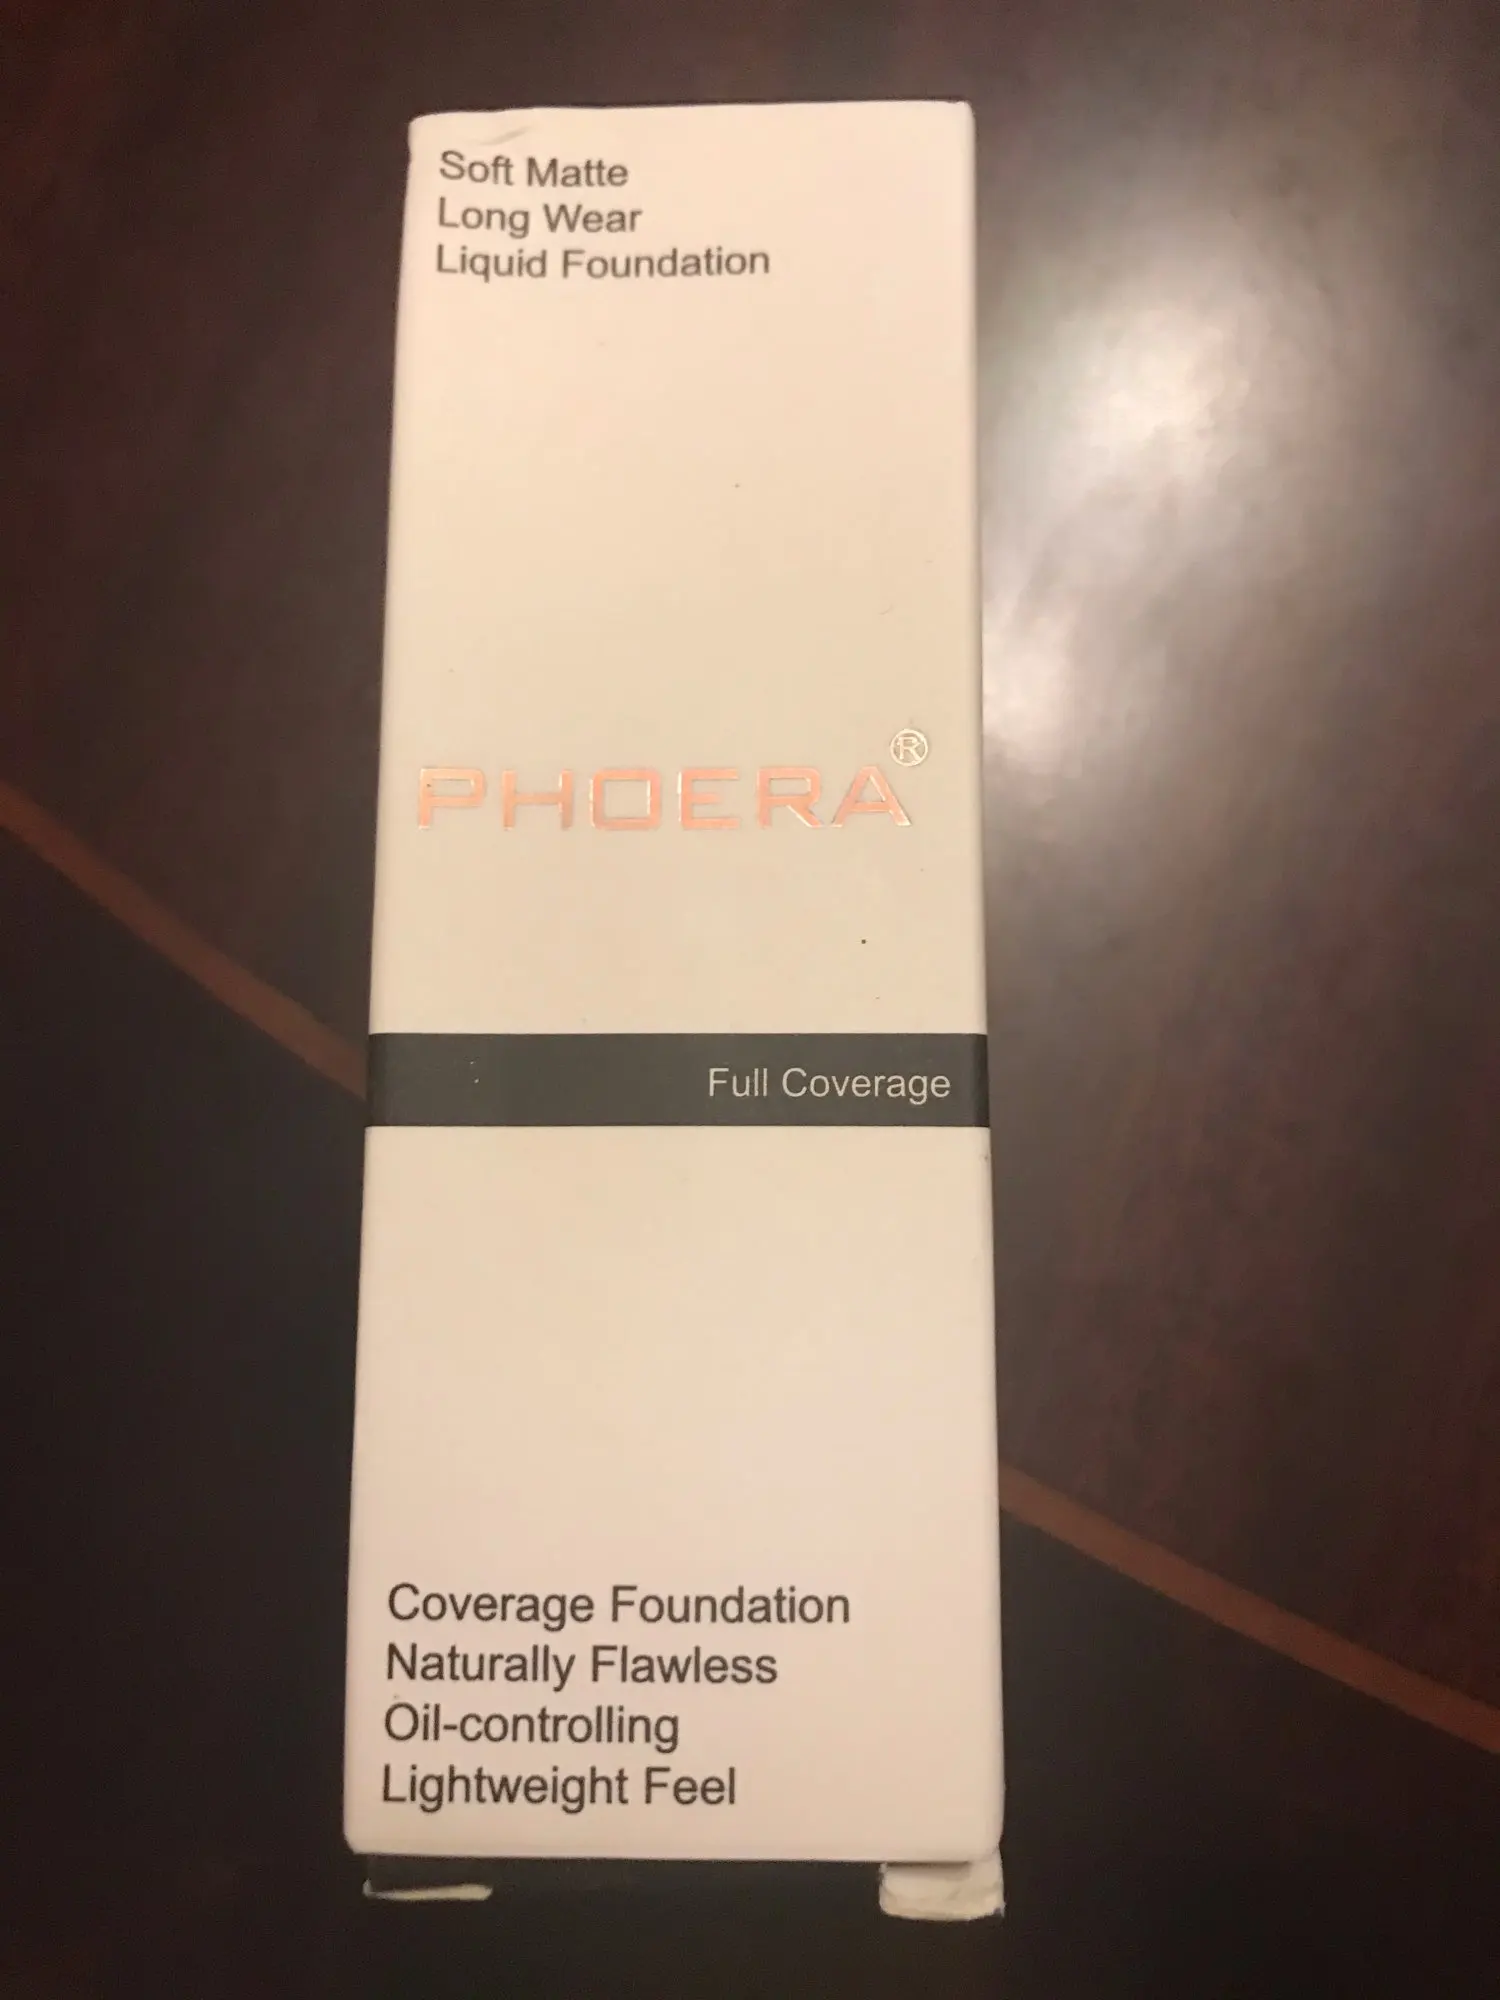 Soft Matte
Long Wear
Liquid Foundation
PHOERA®
Full Coverage
Coverage Foundation
Naturally Flawless
Oil-controlling
Lightweight Feel